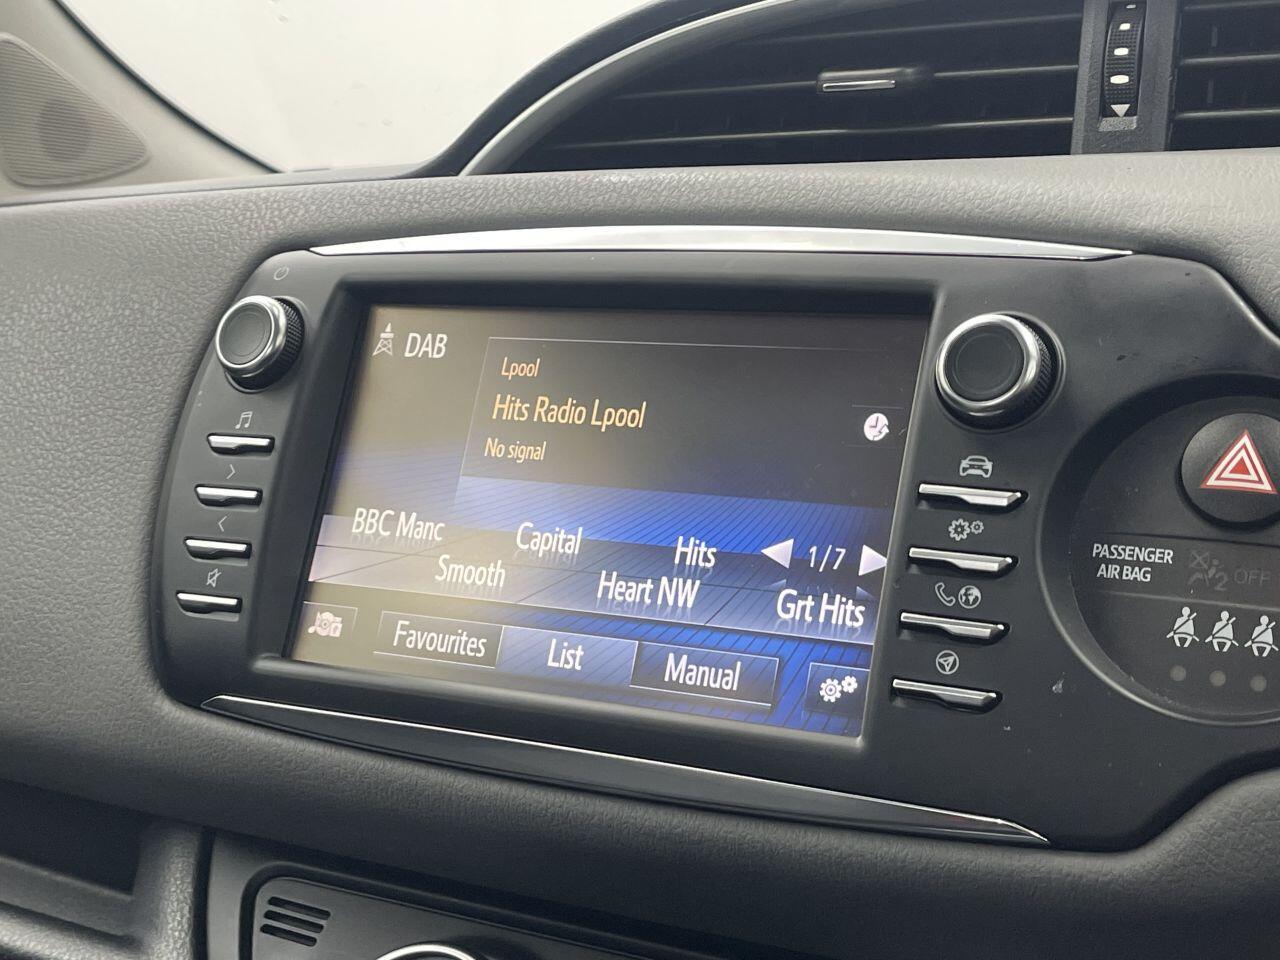 DAB
Lpool
Hits Radio Lpool
No signal
BBC Manc
Capital
Hits
1/7
Smooth
Heart NW
Grt Hits
Favourites
List
Manual
PASSENGER
AIR BAG
2 OFF